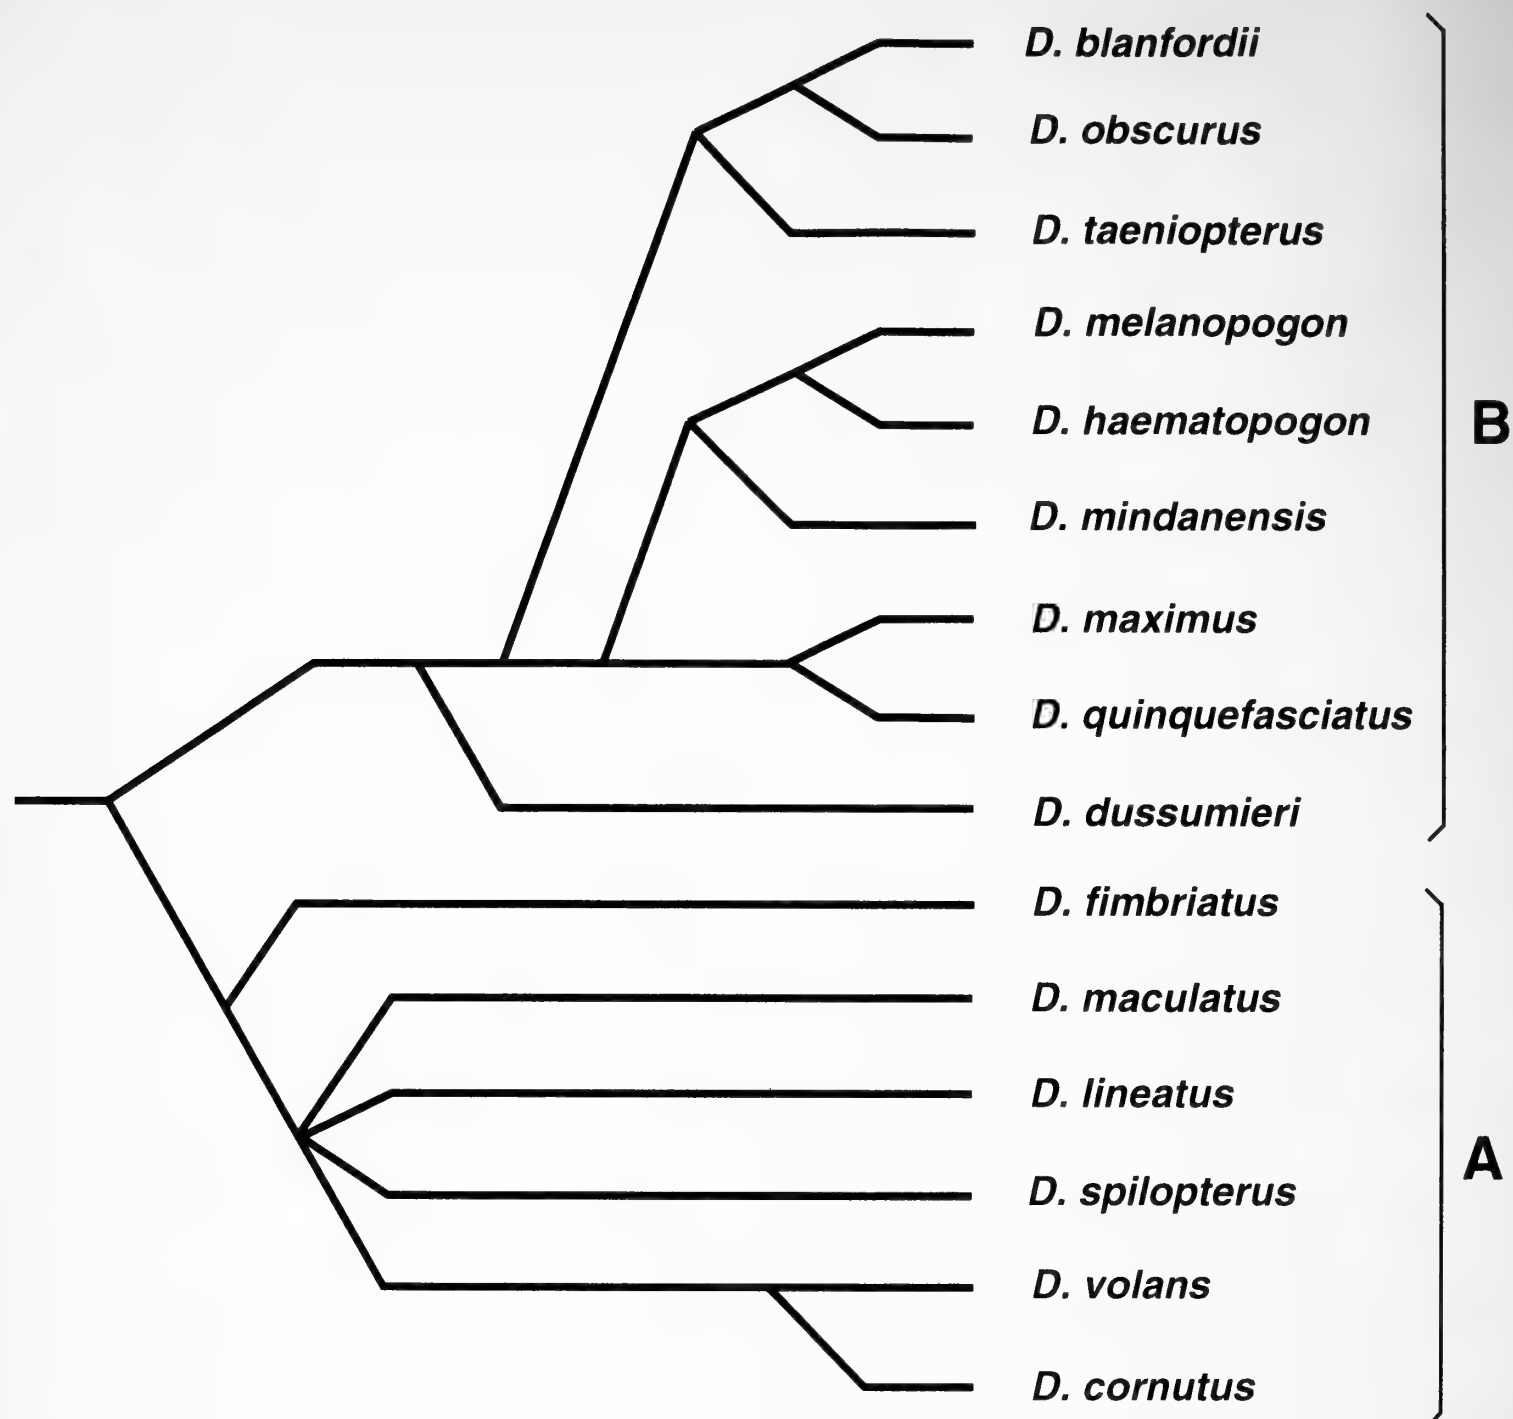 D. blanfordii
D. obscurus
D. taeniopterus
D. melanopogon
D. haematopogon
B
D. mindanensis
D. maximus
D. quinquefasciatus
D. dussumieri
D. fimbriatus
D. maculatus
D. lineatus
A
D. spilopterus
D. volans
D. cornutus